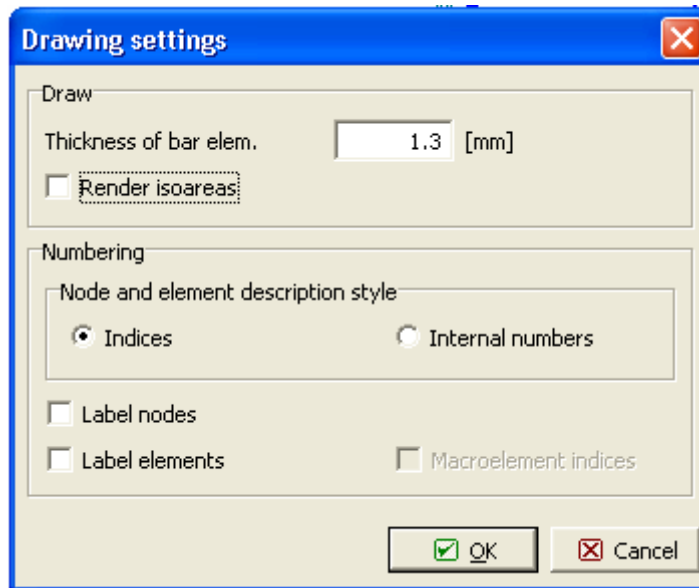 Drawing settings
Draw
Thickness of bar elem. 1.3 [mm]
Render isoareas
Numbering
Node and element description style
Indices Internal numbers
Label nodes
Label elements Macroelement indices
OK Cancel